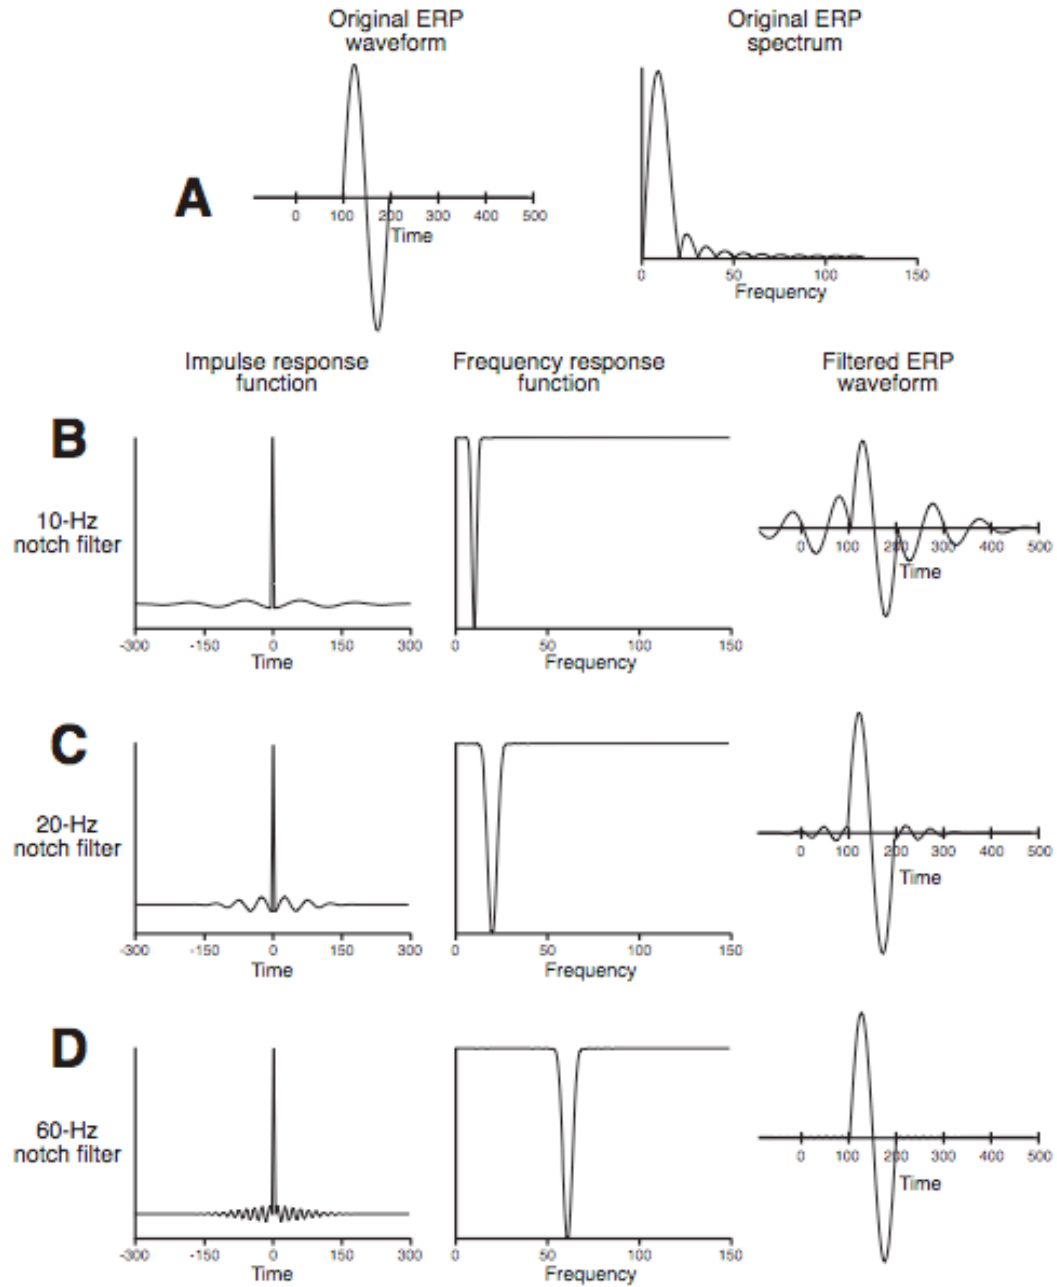 Original ERP
waveform
Original ERP
spectrum
A
0 100 200 300 400 500
Time
0 50 100 150
Frequency
Impulse response
function
Frequency response
function
Filtered ERP
waveform
B
10-Hz
notch filter
-300 -150 0 150 300
Time
0 50 100 150
Frequency
0 100 200 300 400 500
Time
C
20-Hz
notch filter
-300 -150 0 150 300
Time
0 50 100 150
Frequency
0 100 200 300 400 500
Time
D
60-Hz
notch filter
-300 -150 0 150 300
Time
0 50 100 150
Frequency
0 100 200 300 400 500
Time